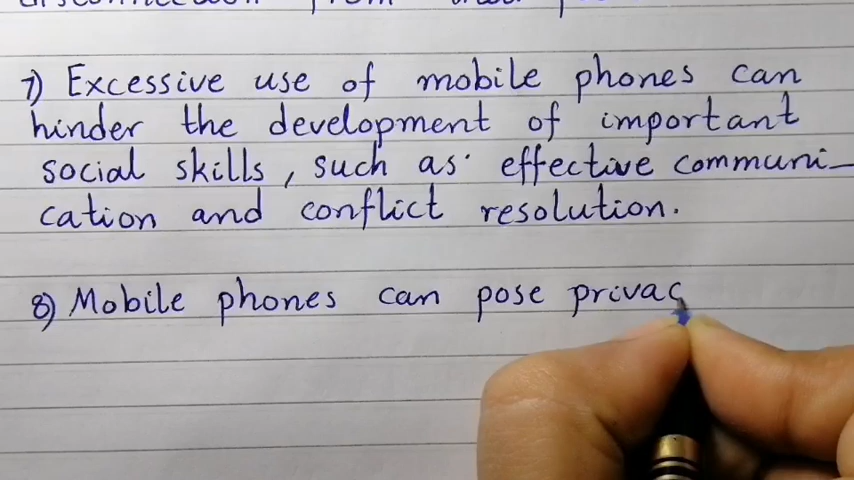 7) Excessive use of mobile phones can
hinder the development of important
social skills, such as effective communi-
cation and conflict resolution.
8) Mobile phones can pose privac